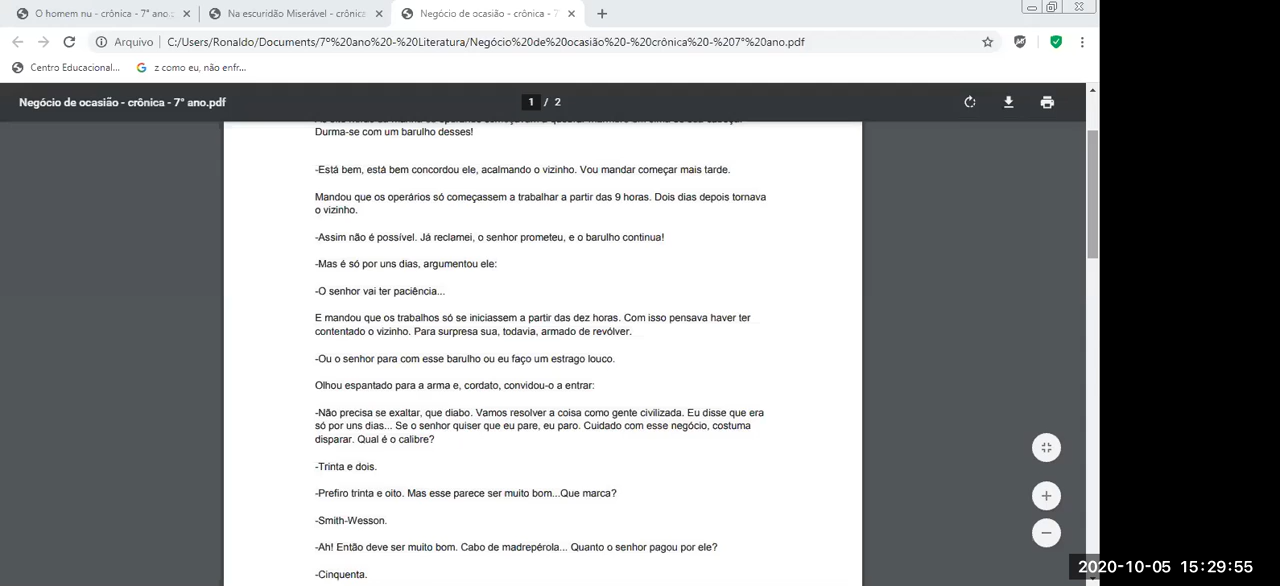 O homem nu - crônica - 7° ano.
Na escuridão Miserável - crônica
Negócio de ocasião - crônica - 7
Arquivo
C:/Users/Ronaldo/Documents/7º%20ano%20-%20Literatura/Negócio%20de%20ocasião%20-%20crônica%20-%207°%20ano.pdf
Centro Educacional...
z como eu, não enfr...
Negócio de ocasião - crônica - 7° ano.pdf
1 / 2
Durma-se com um barulho desses!
-Está bem, está bem concordou ele, acalmando o vizinho. Vou mandar começar mais tarde.
Mandou que os operários só começassem a trabalhar a partir das 9 horas. Dois dias depois tornava
o vizinho.
-Assim não é possível. Já reclamei, o senhor prometeu, e o barulho continua!
-Mas é só por uns dias, argumentou ele:
-O senhor vai ter paciência...
E mandou que os trabalhos só se iniciassem a partir das dez horas. Com isso pensava haver ter
contentado o vizinho. Para surpresa sua, todavia, armado de revólver.
-Ou o senhor para com esse barulho ou eu faço um estrago louco.
Olhou espantado para a arma e, cordato, convidou-o a entrar:
-Não precisa se exaltar, que diabo. Vamos resolver a coisa como gente civilizada. Eu disse que era
só por uns dias... Se o senhor quiser que eu pare, eu paro. Cuidado com esse negócio, costuma
disparar. Qual é o calibre?
-Trinta e dois.
-Prefiro trinta e oito. Mas esse parece ser muito bom...Que marca?
-Smith-Wesson.
-Ah! Então deve ser muito bom. Cabo de madrepérola... Quanto o senhor pagou por ele?
-Cinquenta.
2020-10-05 15:29:55